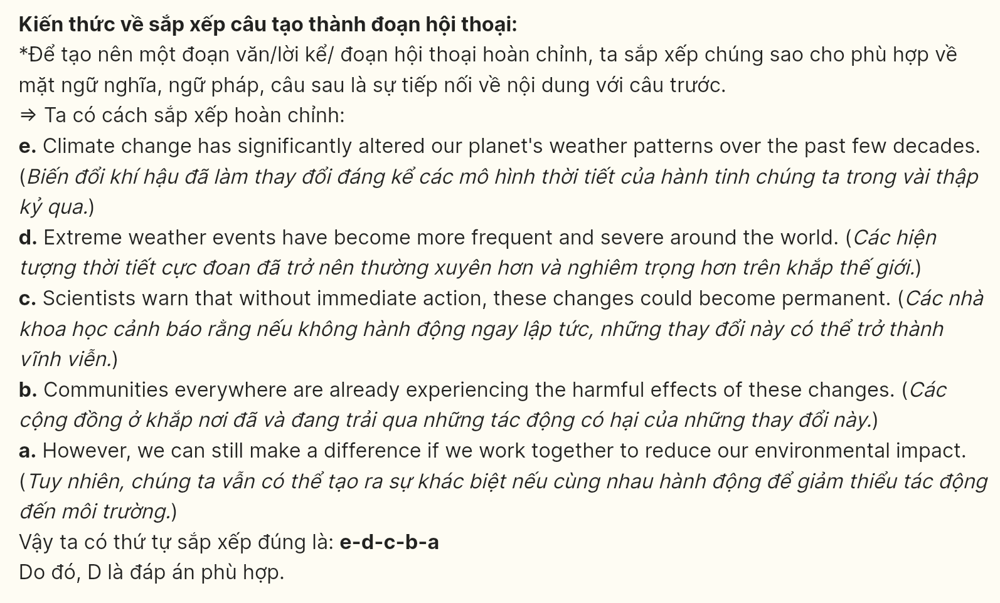 Kiến thức về sắp xếp câu tạo thành đoạn hội thoại:
*Để tạo nên một đoạn văn/lời kể/ đoạn hội thoại hoàn chỉnh, ta sắp xếp chúng sao cho phù hợp về
mặt ngữ nghĩa, ngữ pháp, câu sau là sự tiếp nối về nội dung với câu trước.
⇒ Ta có cách sắp xếp hoàn chỉnh:
e. Climate change has significantly altered our planet's weather patterns over the past few decades.
(Biến đổi khí hậu đã làm thay đổi đáng kể các mô hình thời tiết của hành tinh chúng ta trong vài thập
kỷ qua.)
d. Extreme weather events have become more frequent and severe around the world. (Các hiện
tượng thời tiết cực đoan đã trở nên thường xuyên hơn và nghiêm trọng hơn trên khắp thế giới.)
c. Scientists warn that without immediate action, these changes could become permanent. (Các nhà
khoa học cảnh báo rằng nếu không hành động ngay lập tức, những thay đổi này có thể trở thành
vĩnh viễn.)
b. Communities everywhere are already experiencing the harmful effects of these changes. (Các
cộng đồng ở khắp nơi đã và đang trải qua những tác động có hại của những thay đổi này.)
a. However, we can still make a difference if we work together to reduce our environmental impact.
(Tuy nhiên, chúng ta vẫn có thể tạo ra sự khác biệt nếu cùng nhau hành động để giảm thiểu tác động
đến môi trường.)
Vậy ta có thứ tự sắp xếp đúng là: e-d-c-b-a
Do đó, D là đáp án phù hợp.